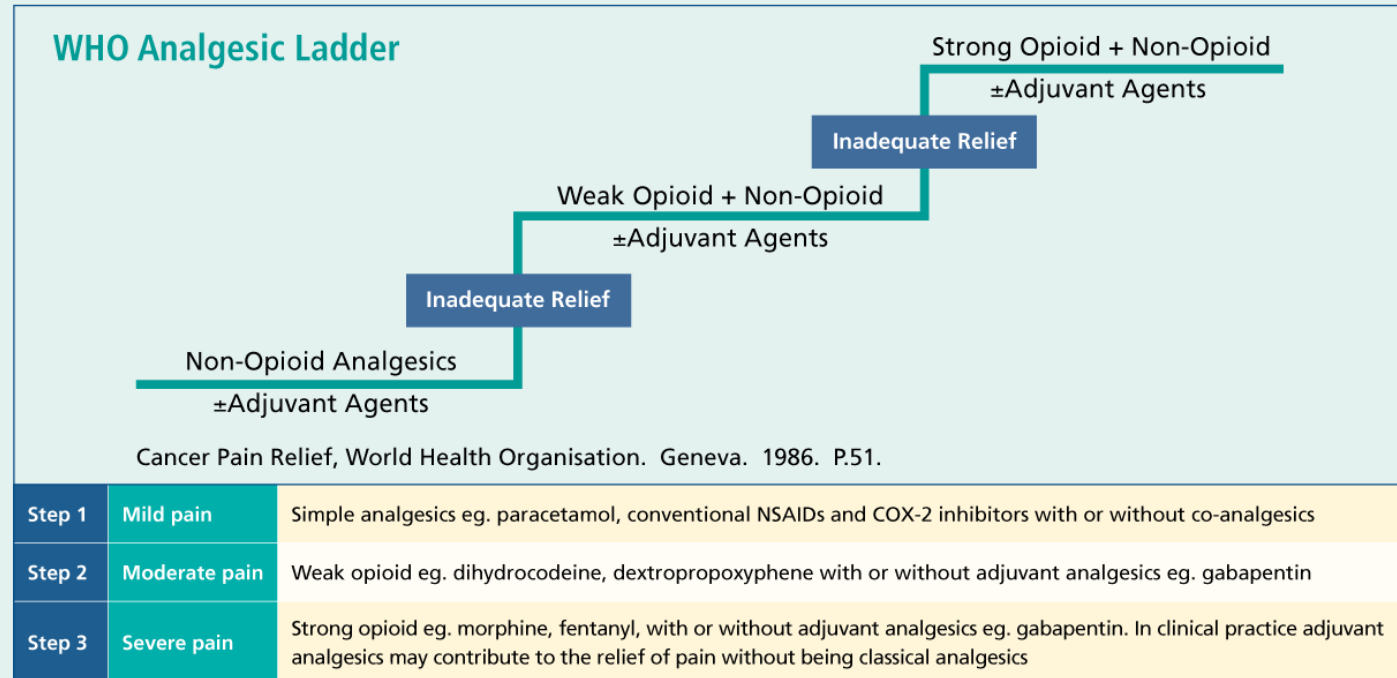 WHO Analgesic Ladder
Strong Opioid + Non-Opioid
±Adjuvant Agents
Inadequate Relief
Weak Opioid + Non-Opioid
±Adjuvant Agents
Inadequate Relief
Non-Opioid Analgesics
±Adjuvant Agents
Cancer Pain Relief, World Health Organisation. Geneva. 1986. P.51.
Step 1 Mild pain Simple analgesics eg. paracetamol, conventional NSAIDs and COX-2 inhibitors with or without co-analgesics
Step 2 Moderate pain Weak opioid eg. dihydrocodeine, dextropropoxyphene with or without adjuvant analgesics eg. gabapentin
Step 3 Severe pain Strong opioid eg. morphine, fentanyl, with or without adjuvant analgesics eg. gabapentin. In clinical practice adjuvant
analgesics may contribute to the relief of pain without being classical analgesics